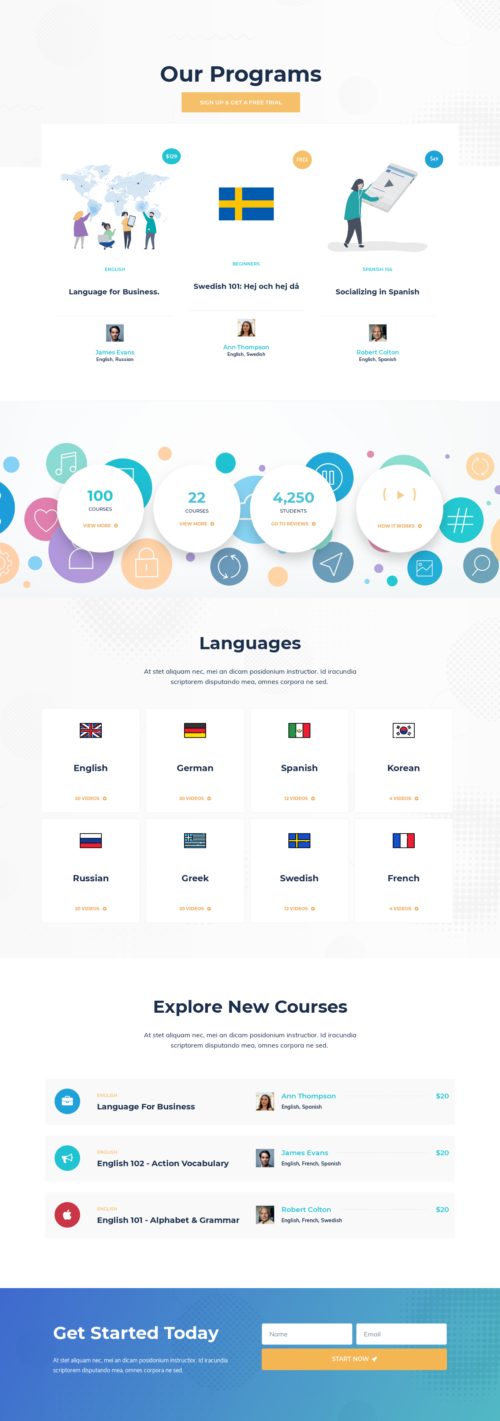 Our Programs
SIGN UP & GET A FREE TRIAL
$129
ENGLISH
Language for Business.
James Evans
English, Russian
FREE
BEGINNERS
Swedish 101: Hej och hej då
Ann Thompson
English, Swedish
$49
SPANISH 104
Socializing in Spanish
Robert Colton
English, Spanish
100
COURSES
VIEW MORE
22
COURSES
VIEW MORE
4,250
STUDENTS
GO TO REVIEWS
HOW IT WORKS
Languages
At stet aliquam nec, mei an dicam posidonium instructior. Id iracundia
scriptorem disputando mea, omnes corpora ne sed.
English
German
Spanish
Korean
30 VIDEOS
12 VIDEOS
4 VIDEOS
Russian
Greek
Swedish
French
20 VIDEOS
12 VIDEOS
4 VIDEOS
Explore New Courses
At stet aliquam nec, mei an dicam posidonium instructior. Id iracundia
scriptorem disputando mea, omnes corpora ne sed.
ENGLISH
Language For Business
Ann Thompson
English, Spanish
$20
ENGLISH
English 102 - Action Vocabulary
James Evans
English, French, Spanish
$20
ENGLISH
English 101 - Alphabet & Grammar
Robert Colton
English, French, Swedish
$20
Get Started Today
At stet aliquam nec, mei an dicam posidonium instructior. Id iracundia
scriptorem disputando mea, omnes corpora ne sed.
Name
Email
START NOW